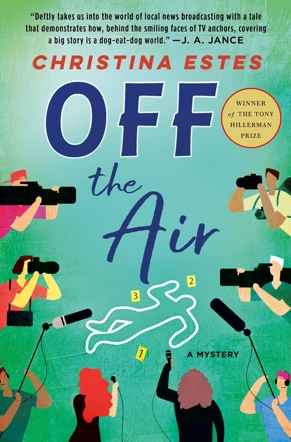 "Deftly takes us into the world of local news broadcasting with a tale
that demonstrates how, behind the smiling faces of TV anchors, covering
a big story is a dog-eat-dog world." —J. A. JANCE
CHRISTINA ESTES
OFF
the
Air
WINNER
of THE TONY
HILLERMAN
PRIZE
3
2
1
A MYSTERY